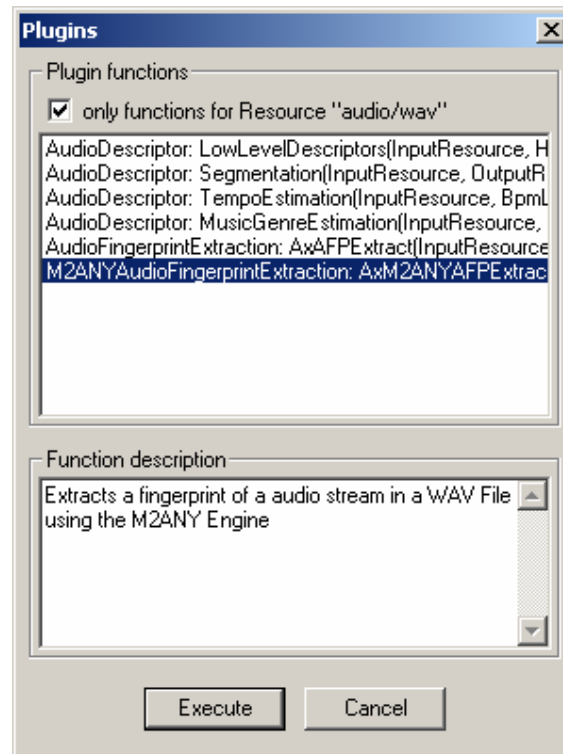 Plugins
Plugin functions
only functions for Resource "audio/wav"
AudioDescriptor: LowLevelDescriptors(InputResource, H
AudioDescriptor: Segmentation(InputResource, OutputR
AudioDescriptor: TempoEstimation(InputResource, BpmL
AudioDescriptor: MusicGenreEstimation(InputResource,
AudioFingerprintExtraction: AxAFPExtract(InputResource
M2ANYAudioFingerprintExtraction: AxM2ANYAFPExtrac
Function description
Extracts a fingerprint of a audio stream in a WAV File
using the M2ANY Engine
Execute Cancel